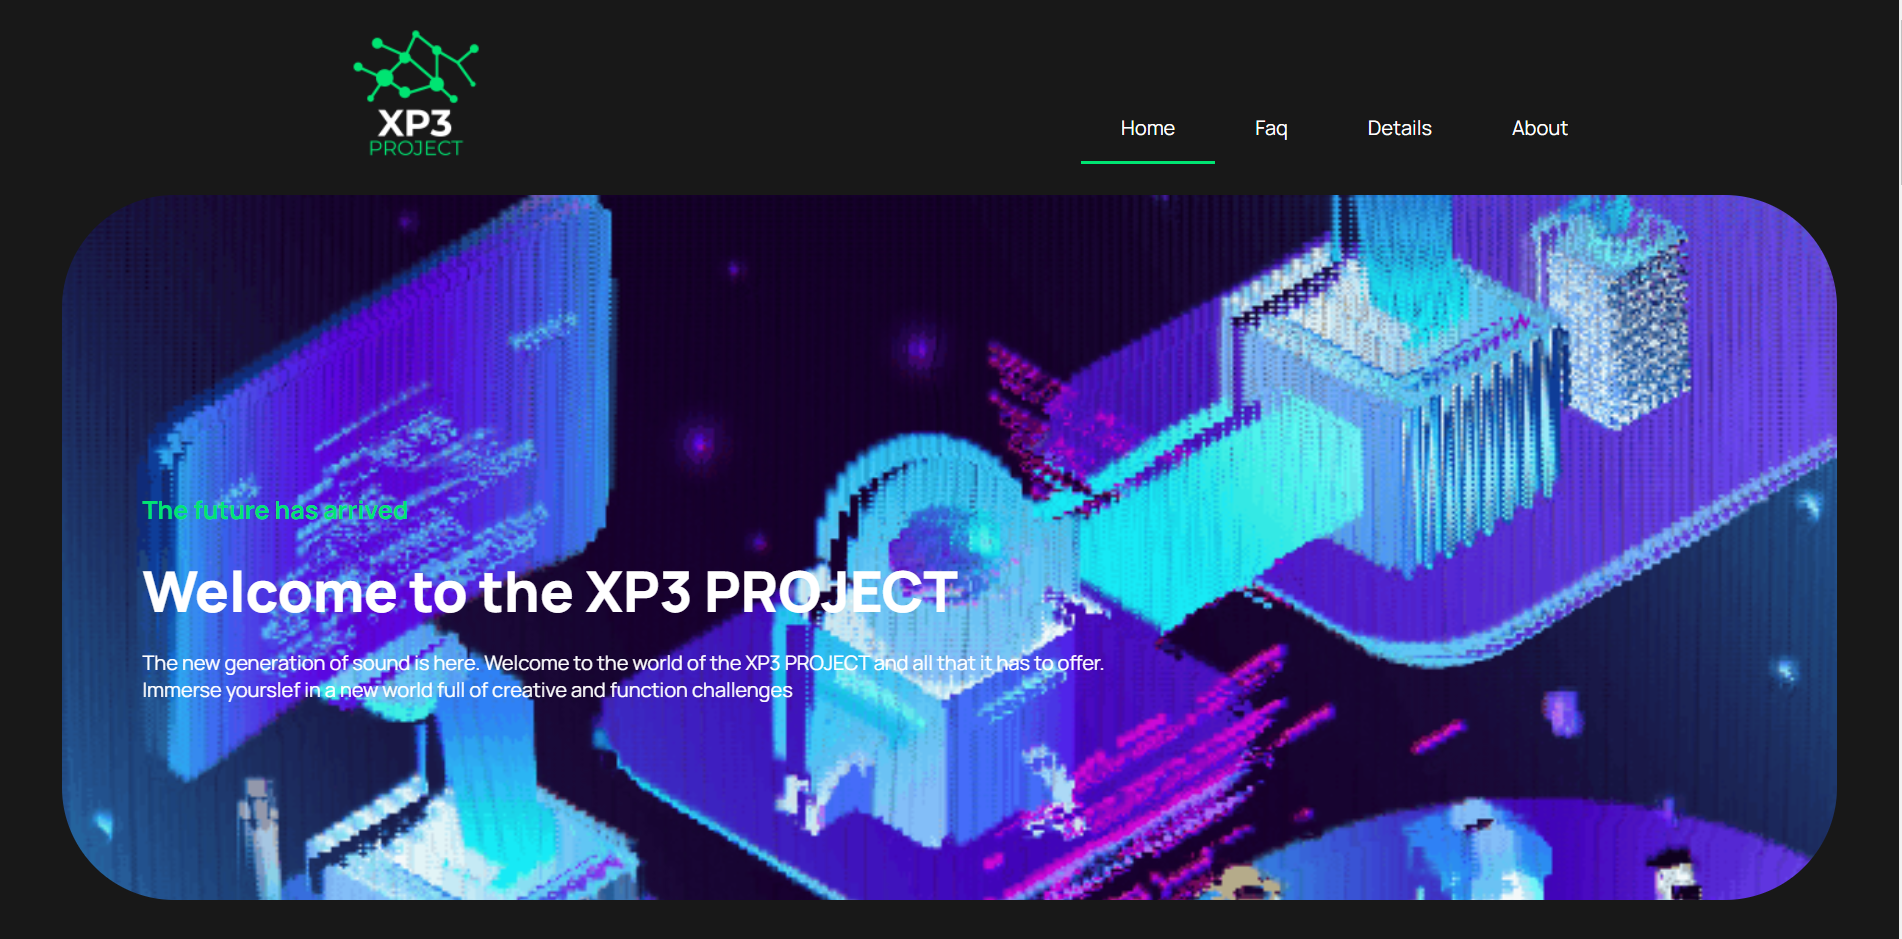 XP3
PROJECT
Home Faq Details About
The future has arrived
Welcome to the XP3 PROJECT
The new generation of sound is here. Welcome to the world of the XP3 PROJECT and all that it has to offer.
Immerse yourslef in a new world full of creative and function challenges